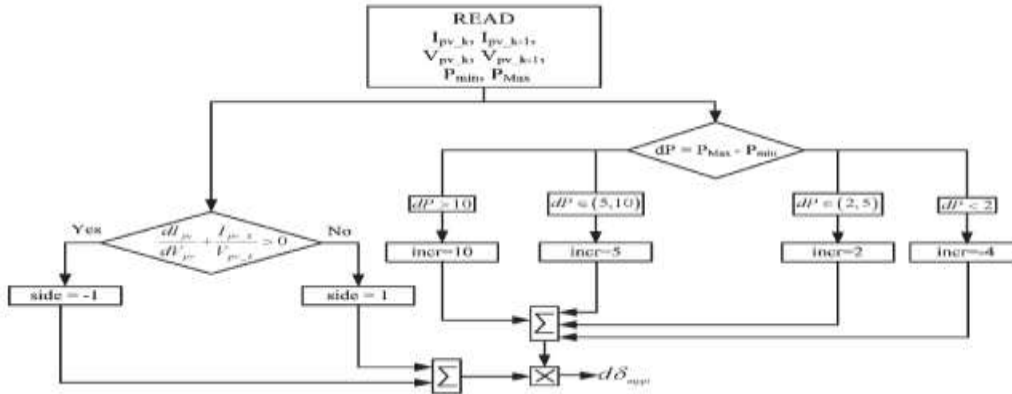 READ
I_pv_k, I_pv_k-1,
V_pv_k, V_pv_k-1,
P_min, P_Max
dP = P_Max - P_min
dP > 10
dP ∈ (5,10)
dP ∈ (2,5)
dP < 2
Yes
dI_pv / dV_pv + I_pv_k / V_pv_k > 0
No
incr=10
incr=5
incr=2
incr=-4
side = -1
side = 1
Σ
Σ
×
dδ_mppt